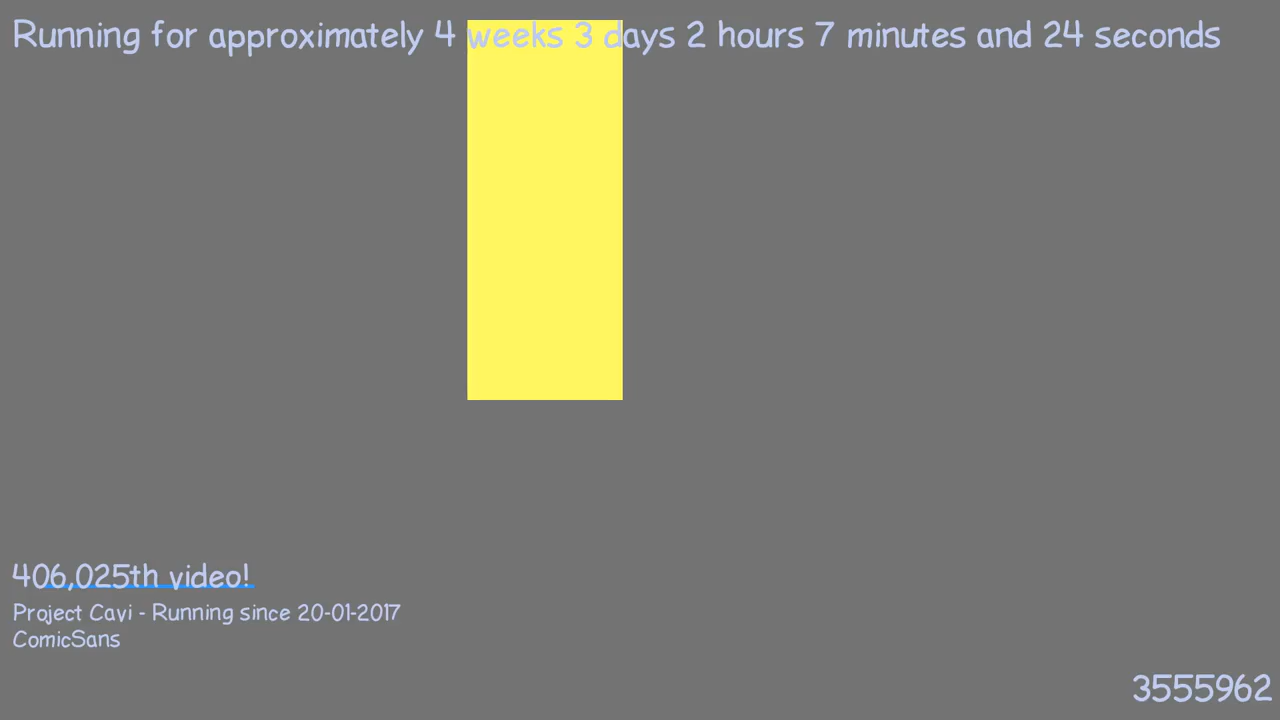 Running for approximately 4 weeks 3 days 2 hours 7 minutes and 24 seconds
406,025th video!
Project Cavi - Running since 20-01-2017
ComicSans
3555962